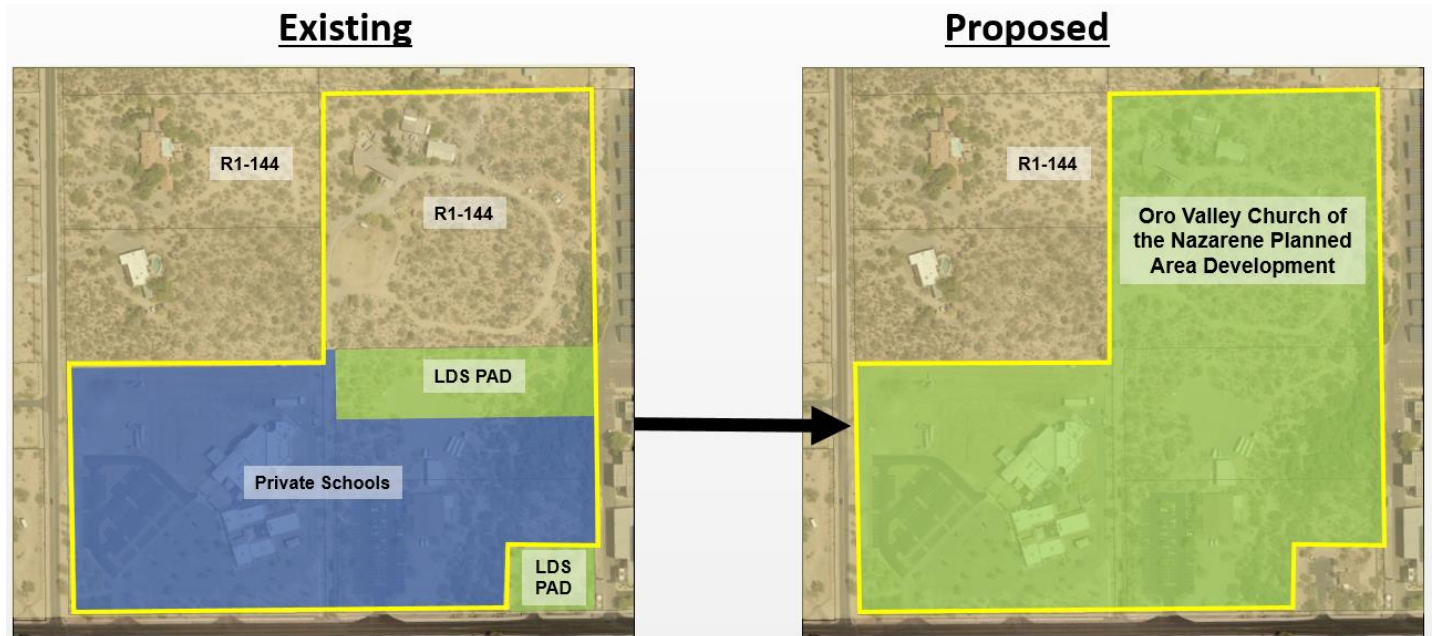 Existing
Proposed
R1-144
R1-144
LDS PAD
Private Schools
LDS
PAD
R1-144
Oro Valley Church of
the Nazarene Planned
Area Development